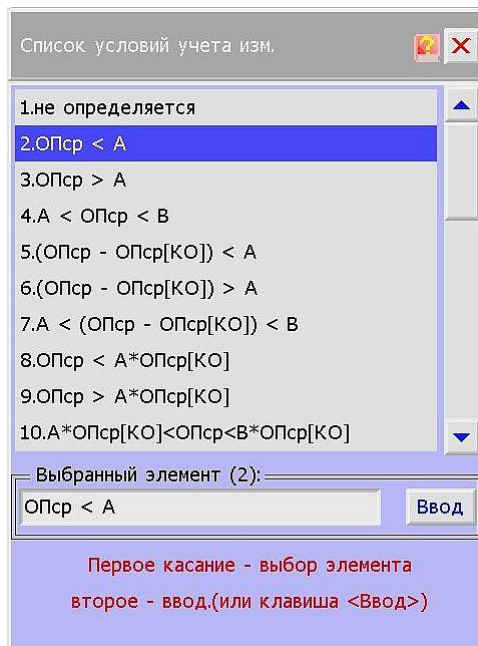 Список условий учета изм.
1.не определяется
2.ОПср < А
3.ОПср > А
4.А < ОПср < В
5.(ОПср - ОПср[КО]) < А
6.(ОПср - ОПср[КО]) > А
7.А < (ОПср - ОПср[КО]) < В
8.ОПср < А*ОПср[КО]
9.ОПср > А*ОПср[КО]
10.А*ОПср[КО]<ОПср<В*ОПср[КО]
Выбранный элемент (2):
ОПср < А
Ввод
Первое касание - выбор элемента
второе - ввод.(или клавиша <Ввод>)